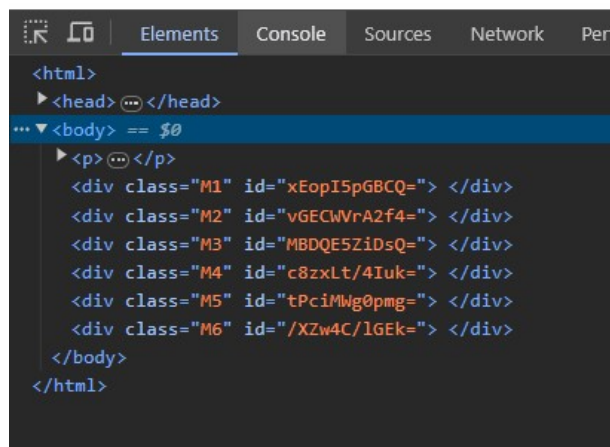 Elements Console Sources Network Per
<html>
<head> ⋯ </head>
⋯ <body> == $0
<p> ⋯ </p>
<div class="M1" id="xEopI5pGBCQ="> </div>
<div class="M2" id="vGECWVrA2f4="> </div>
<div class="M3" id="MBDQE5ZiDsQ="> </div>
<div class="M4" id="c8zxLt/4Iuk="> </div>
<div class="M5" id="tPciMWg0pmg="> </div>
<div class="M6" id="/XZw4C/lGEk="> </div>
</body>
</html>